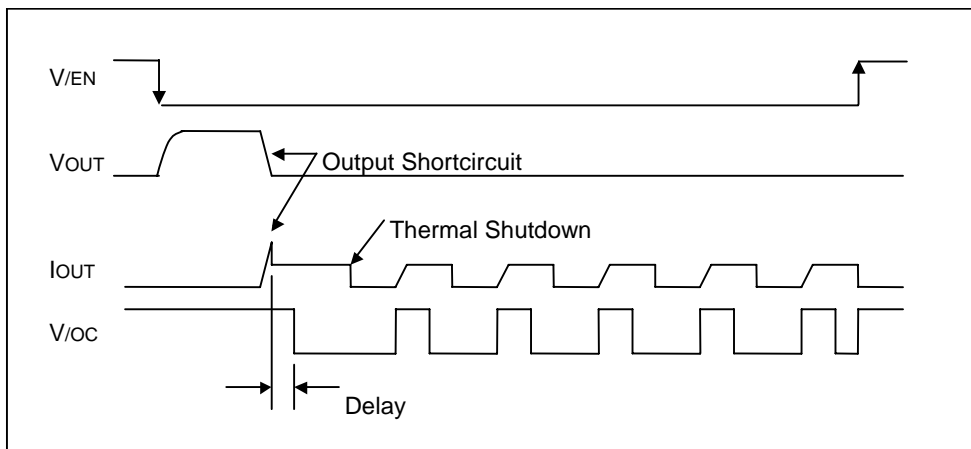 V/EN
VOUT
Output Shortcircuit
Thermal Shutdown
IOUT
V/OC
Delay